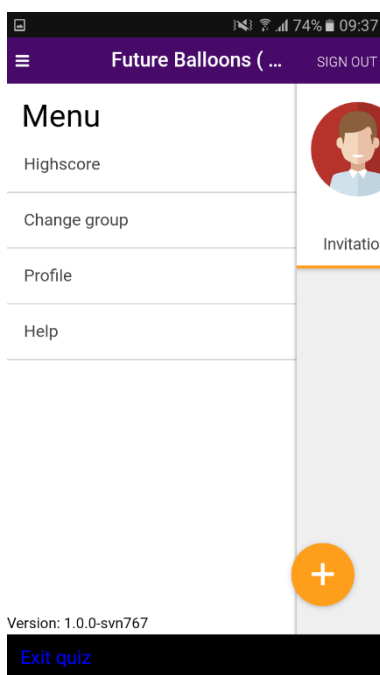 74% 09:37
Future Balloons ( ... SIGN OUT
Menu
Highscore
Change group
Invitatio
Profile
Help
+
Version: 1.0.0-svn767
Exit quiz